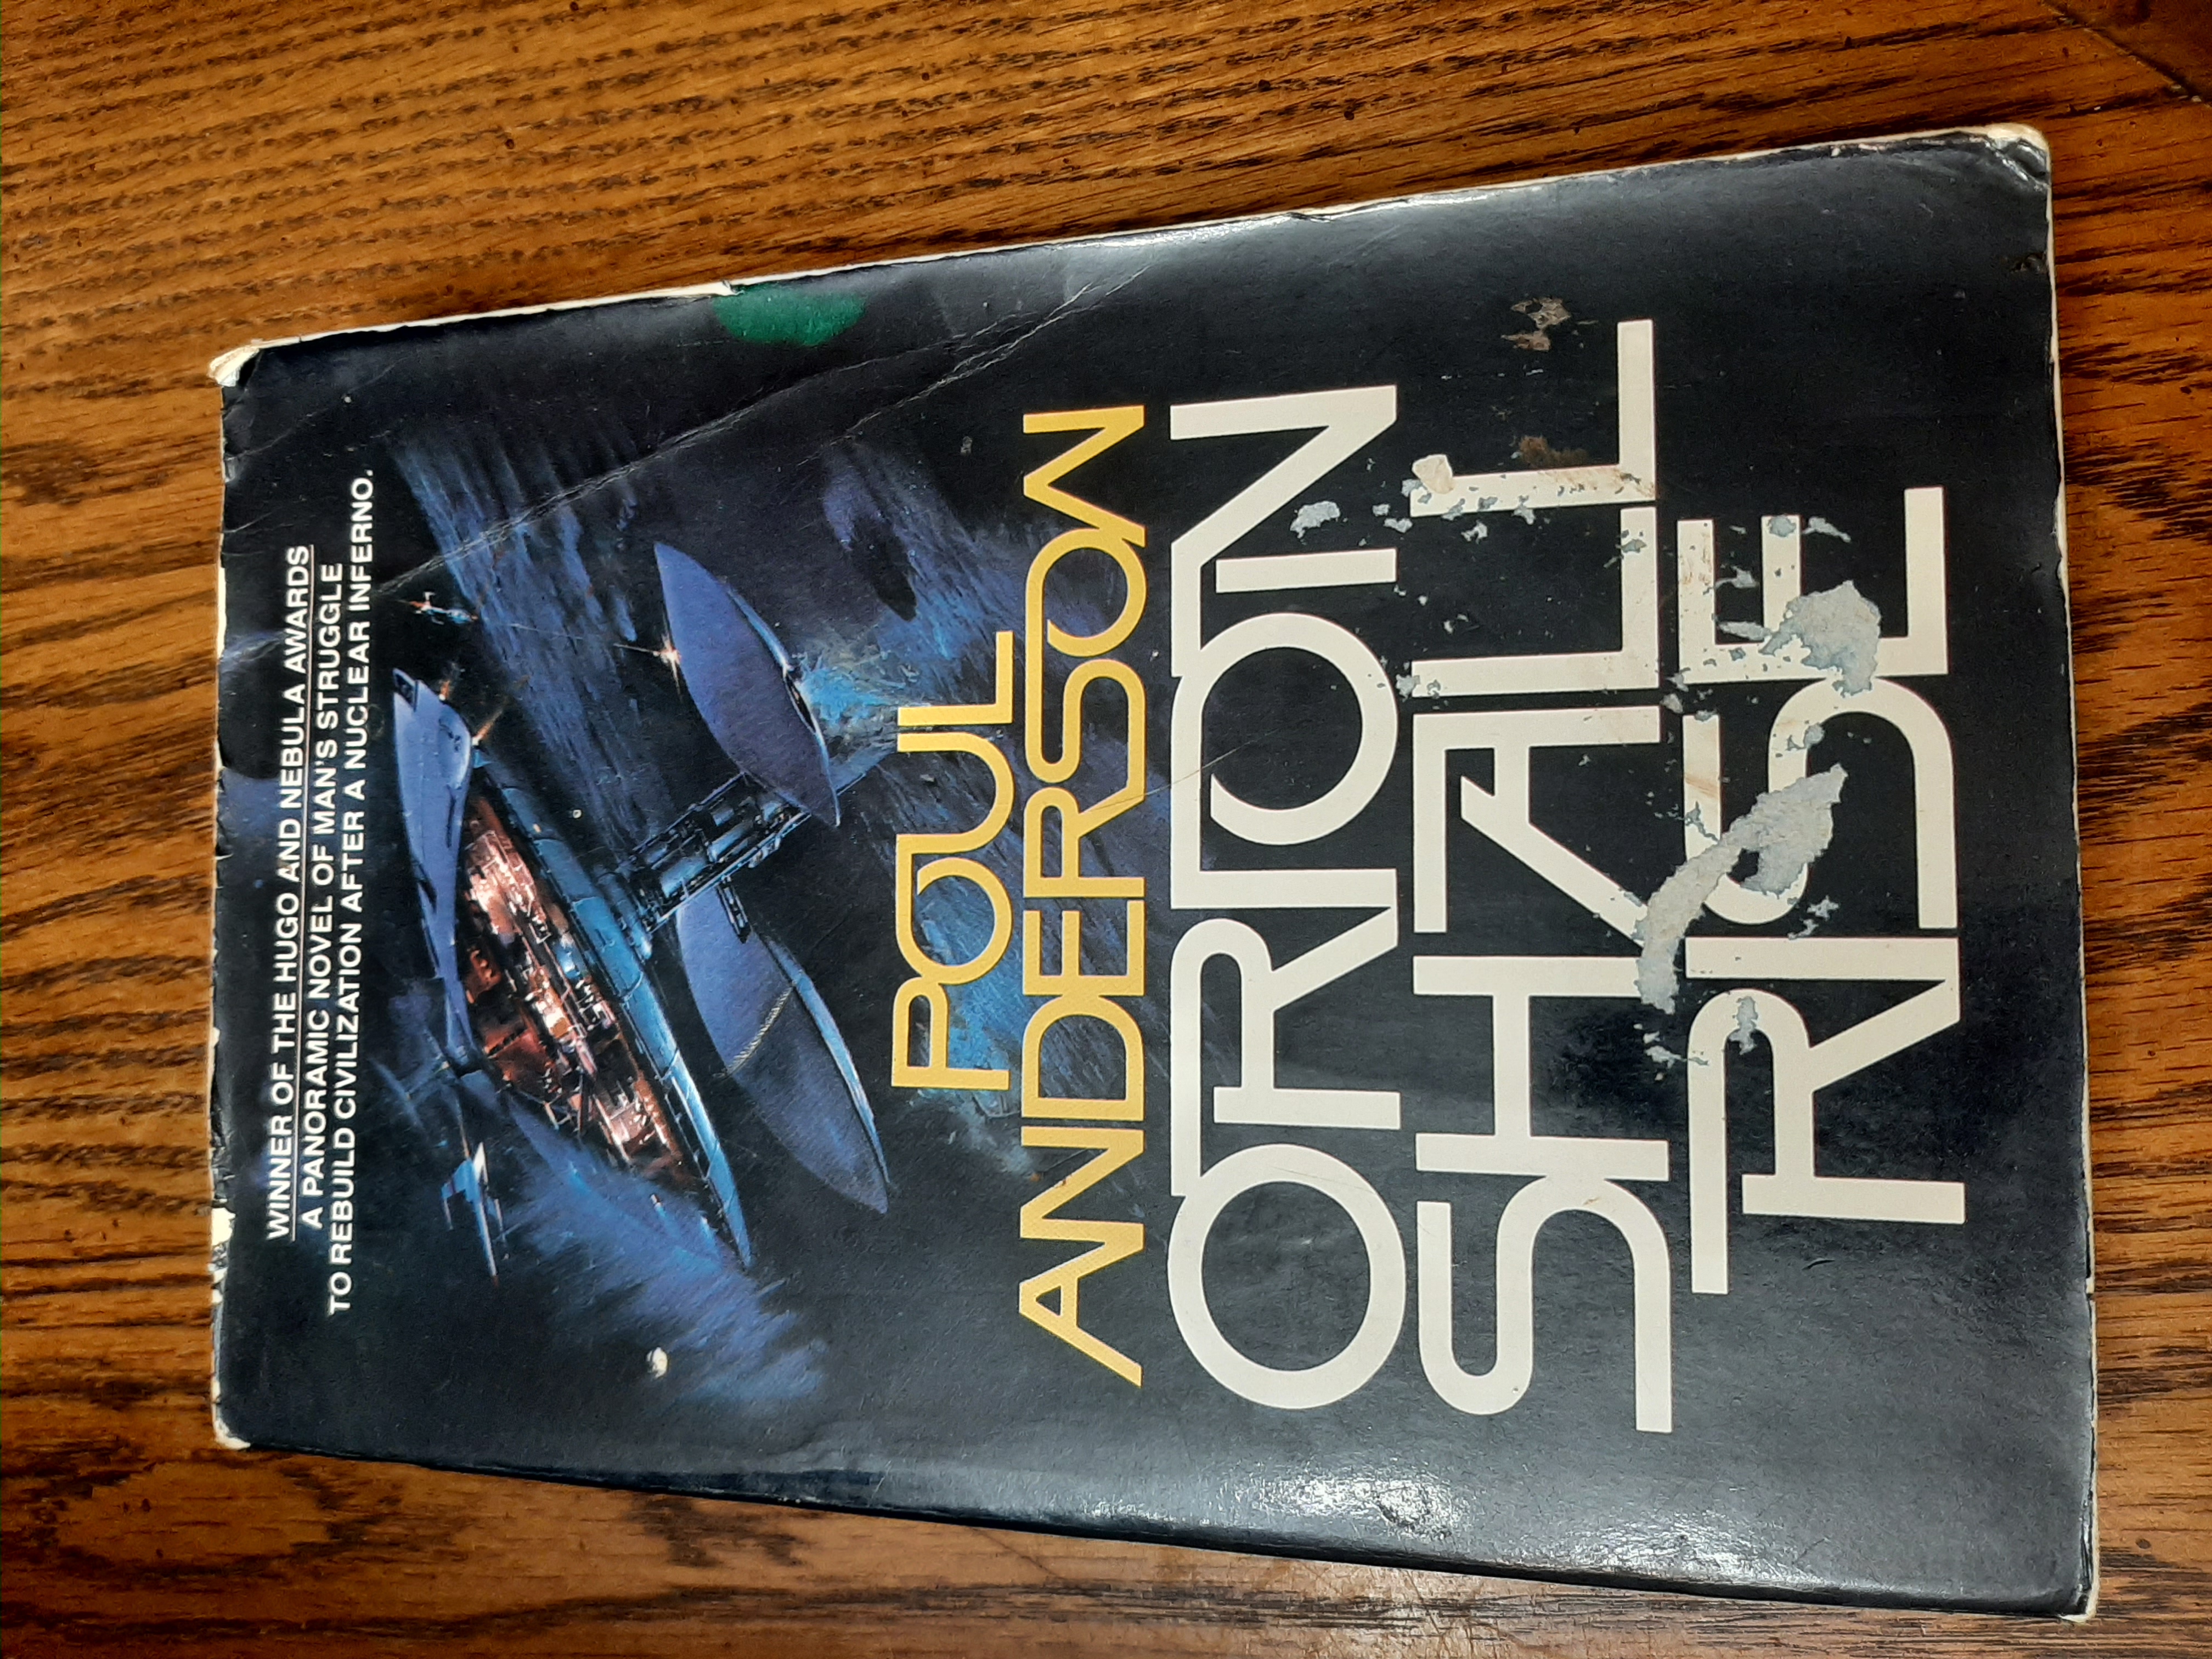 WINNER OF THE HUGO AND NEBULA AWARDS
A PANORAMIC NOVEL OF MAN'S STRUGGLE
TO REBUILD CIVILIZATION AFTER A NUCLEAR INFERNO.
POUL
ANDERSON
ORION
SHALL
RISE